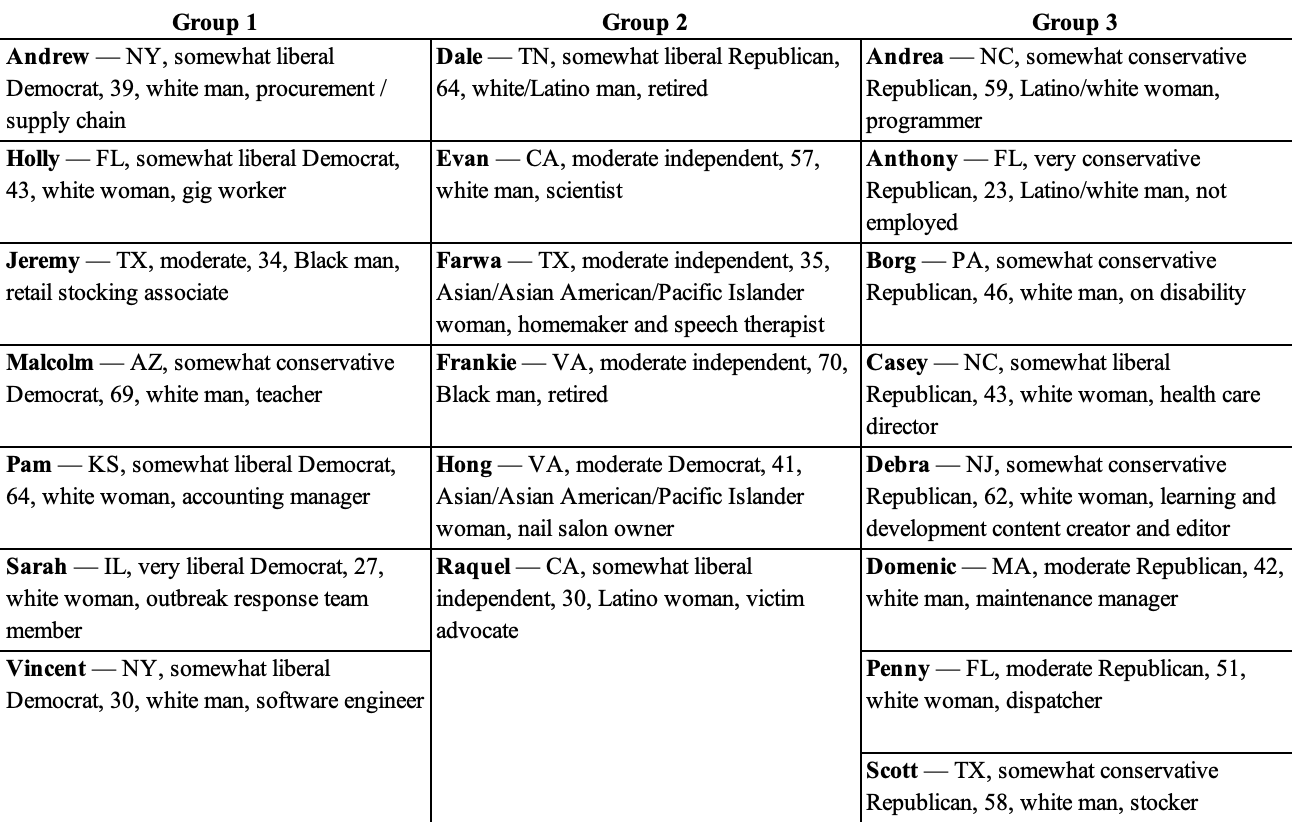 Group 1
Andrew — NY, somewhat liberal
Democrat, 39, white man, procurement /
supply chain
Holly — FL, somewhat liberal Democrat,
43, white woman, gig worker
Jeremy — TX, moderate, 34, Black man,
retail stocking associate
Malcolm — AZ, somewhat conservative
Democrat, 69, white man, teacher
Pam — KS, somewhat liberal Democrat,
64, white woman, accounting manager
Sarah — IL, very liberal Democrat, 27,
white woman, outbreak response team
member
Vincent — NY, somewhat liberal
Democrat, 30, white man, software engineer
Group 2
Dale — TN, somewhat liberal Republican,
64, white/Latino man, retired
Evan — CA, moderate independent, 57,
white man, scientist
Farwa — TX, moderate independent, 35,
Asian/Asian American/Pacific Islander
woman, homemaker and speech therapist
Frankie — VA, moderate independent, 70,
Black man, retired
Hong — VA, moderate Democrat, 41,
Asian/Asian American/Pacific Islander
woman, nail salon owner
Raquel — CA, somewhat liberal
independent, 30, Latino woman, victim
advocate
Group 3
Andrea — NC, somewhat conservative
Republican, 59, Latino/white woman,
programmer
Anthony — FL, very conservative
Republican, 23, Latino/white man, not
employed
Borg — PA, somewhat conservative
Republican, 46, white man, on disability
Casey — NC, somewhat liberal
Republican, 43, white woman, health care
director
Debra — NJ, somewhat conservative
Republican, 62, white woman, learning and
development content creator and editor
Domenic — MA, moderate Republican, 42,
white man, maintenance manager
Penny — FL, moderate Republican, 51,
white woman, dispatcher
Scott — TX, somewhat conservative
Republican, 58, white man, stocker